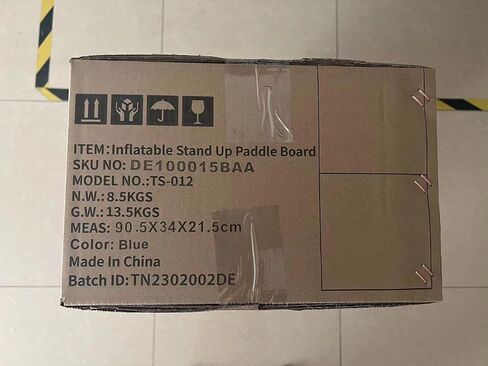 ITEM:Inflatable Stand Up Paddle Board
SKU NO: DE100015BAA
MODEL NO.:TS-012
N.W.:8.5KGS
G.W.:13.5KGS
MEAS: 90.5X34X21.5cm
Color: Blue
Made In China
Batch ID:TN2302002DE